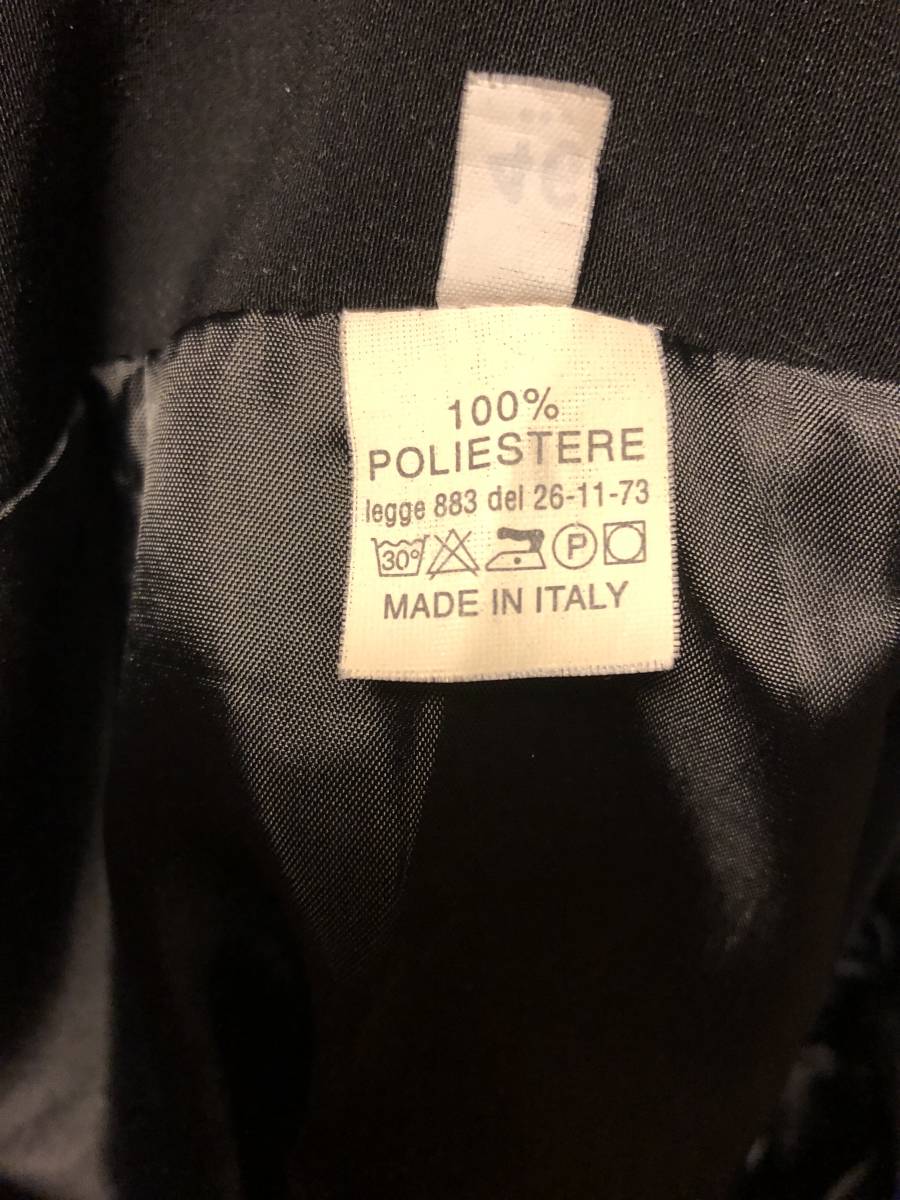 100%
POLIESTERE
legge 883 del 26-11-73
30° P
MADE IN ITALY